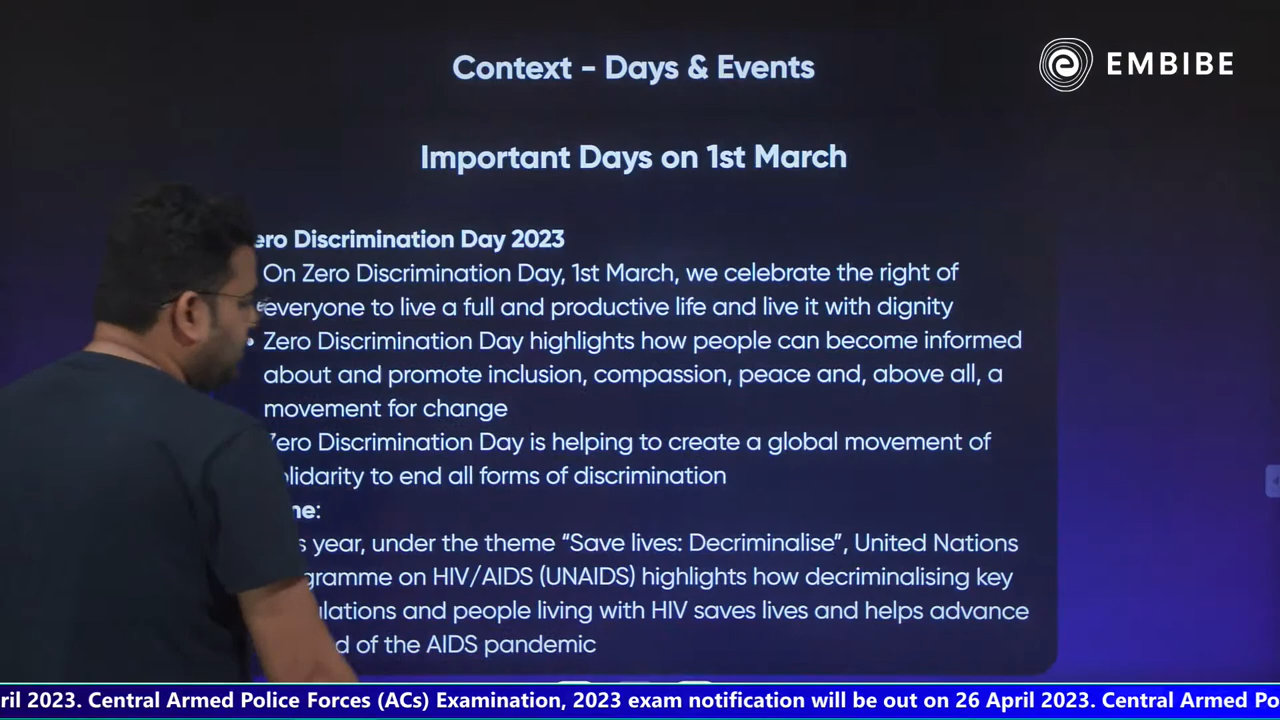 Context - Days & Events
EMBIBE
Important Days on 1st March
ero Discrimination Day 2023
On Zero Discrimination Day, 1st March, we celebrate the right of
everyone to live a full and productive life and live it with dignity
• Zero Discrimination Day highlights how people can become informed
about and promote inclusion, compassion, peace and, above all, a
movement for change
Zero Discrimination Day is helping to create a global movement of
olidarity to end all forms of discrimination
me:
s year, under the theme “Save lives: Decriminalise”, United Nations
gramme on HIV/AIDS (UNAIDS) highlights how decriminalising key
ulations and people living with HIV saves lives and helps advance
d of the AIDS pandemic
ril 2023. Central Armed Police Forces (ACs) Examination, 2023 exam notification will be out on 26 April 2023. Central Armed Po